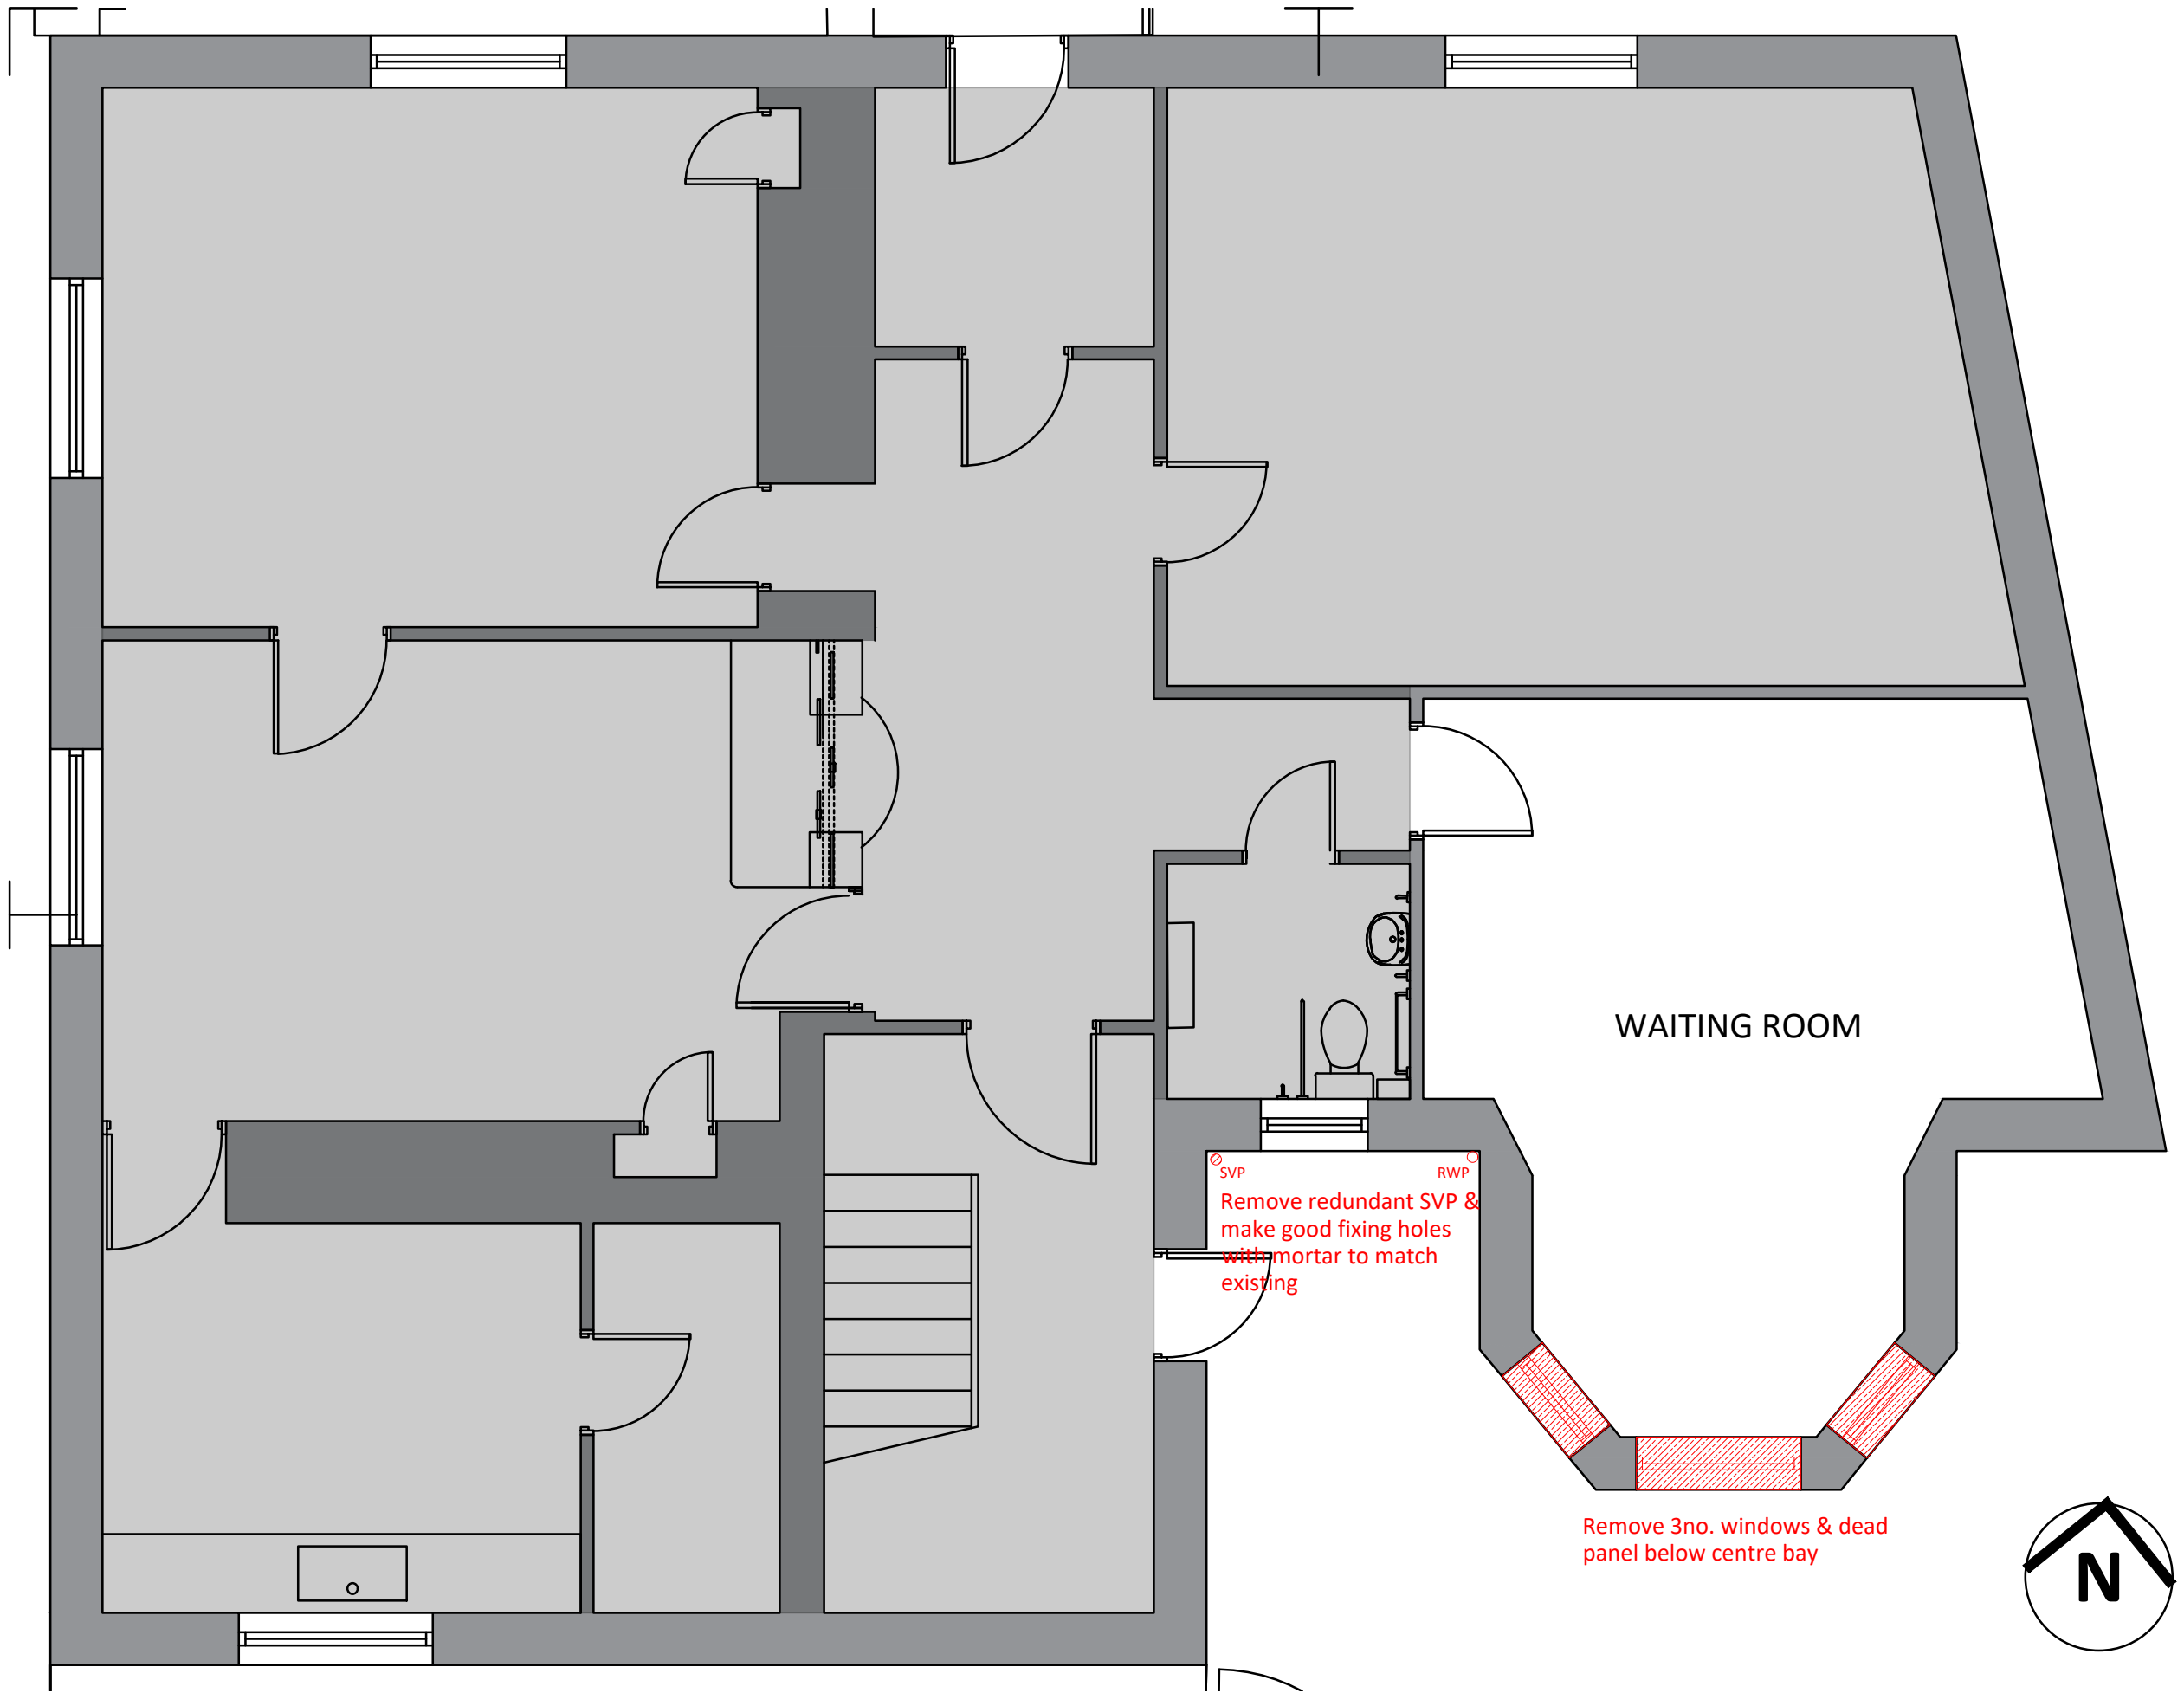 WAITING ROOM
SVP
RWP
Remove redundant SVP &
make good fixing holes
with mortar to match
existing
Remove 3no. windows & dead
panel below centre bay
N